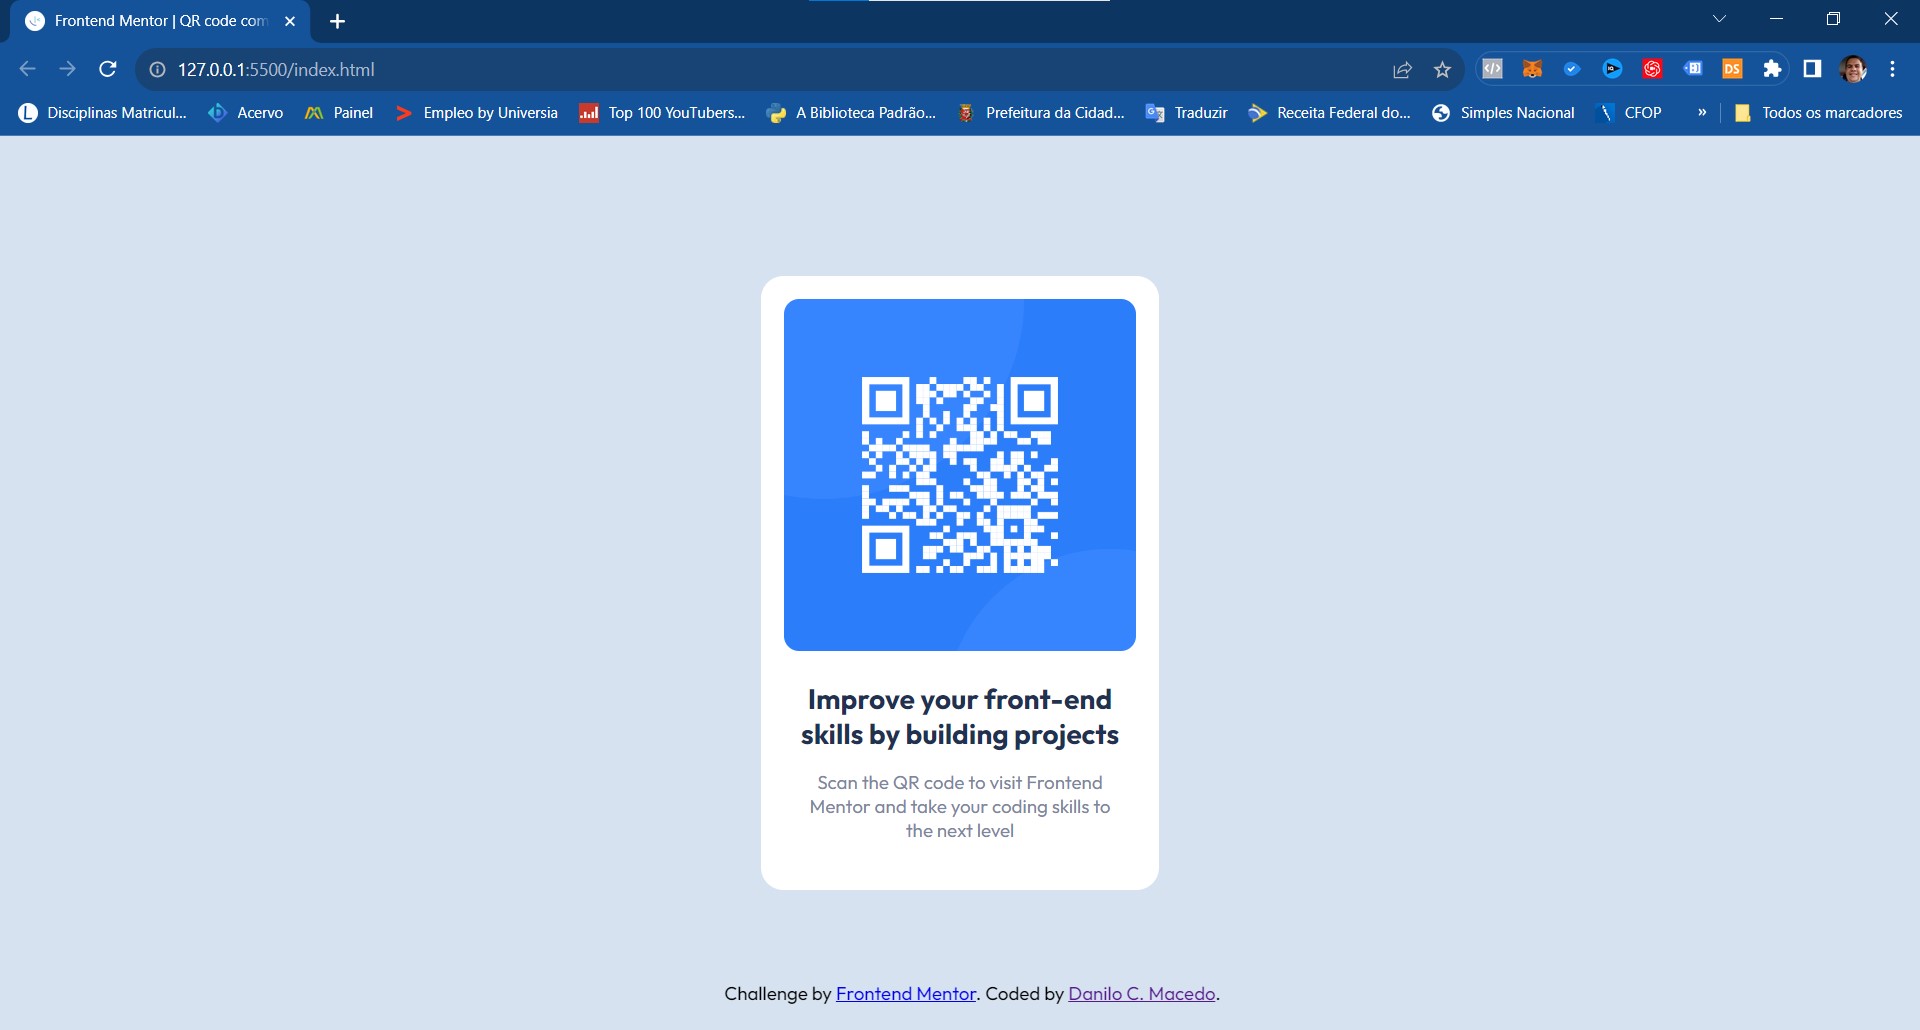 Frontend Mentor | QR code com
127.0.0.1:5500/index.html
Disciplinas Matricul... Acervo Painel Empleo by Universia Top 100 YouTubers... A Biblioteca Padrão... Prefeitura da Cidad... Traduzir Receita Federal do... Simples Nacional CFOP » Todos os marcadores
Improve your front-end
skills by building projects
Scan the QR code to visit Frontend
Mentor and take your coding skills to
the next level
Challenge by Frontend Mentor. Coded by Danilo C. Macedo.